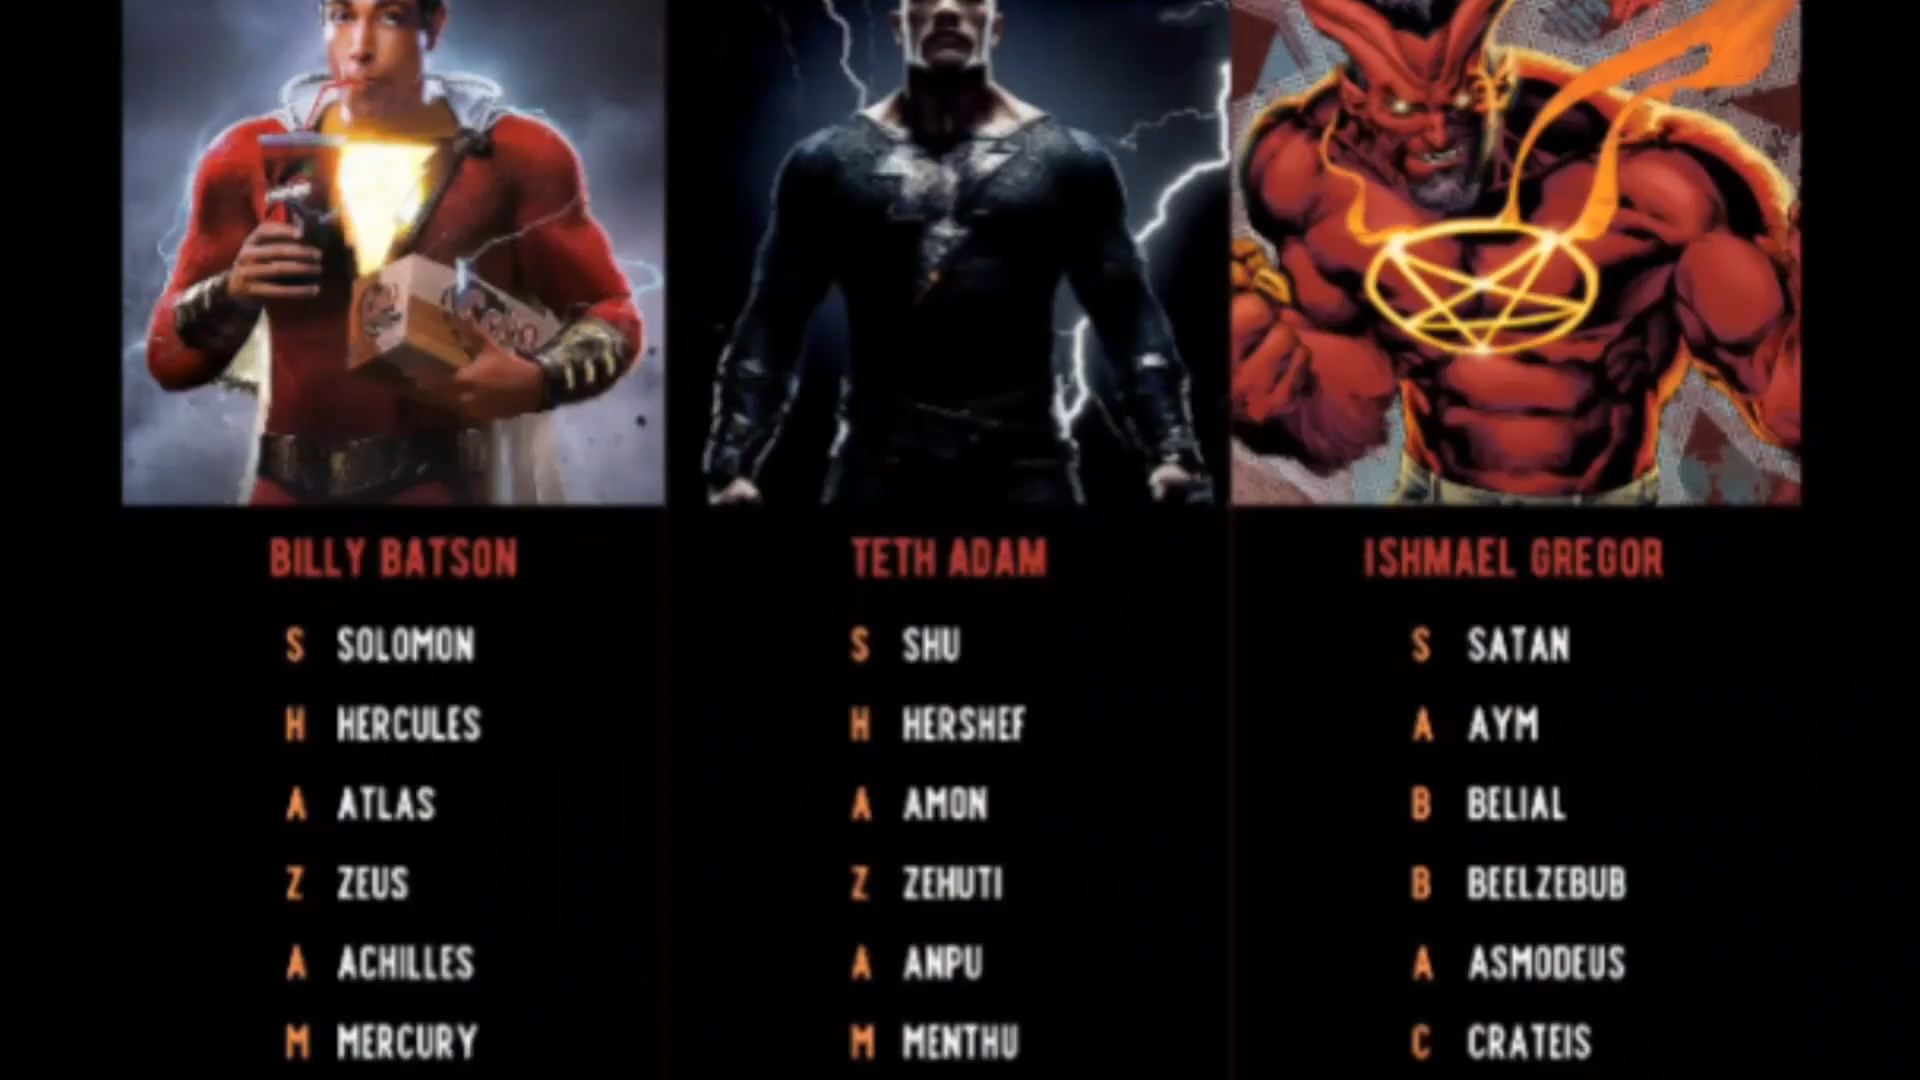 BILLY BATSON
S SOLOMON
H HERCULES
A ATLAS
Z ZEUS
A ACHILLES
M MERCURY
TETH ADAM
S SHU
H HERSHEF
A AMON
Z ZEHUTI
A ANPU
M MENTHU
ISHMAEL GREGOR
S SATAN
A AYM
B BELIAL
B BEELZEBUB
A ASMODEUS
C CRATEIS